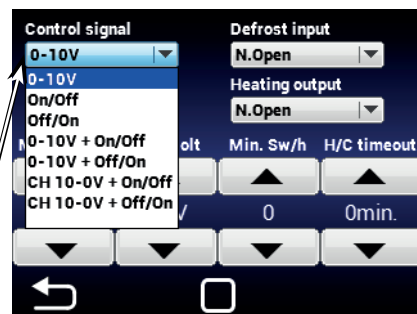 Control signal
Defrost input
0-10V
N.Open
0-10V
On/Off
Off/On
0-10V + On/Off
0-10V + Off/On
CH 10-0V + On/Off
CH 10-0V + Off/On
Heating output
N.Open
olt
Min. Sw/h
H/C timeout
0
0min.